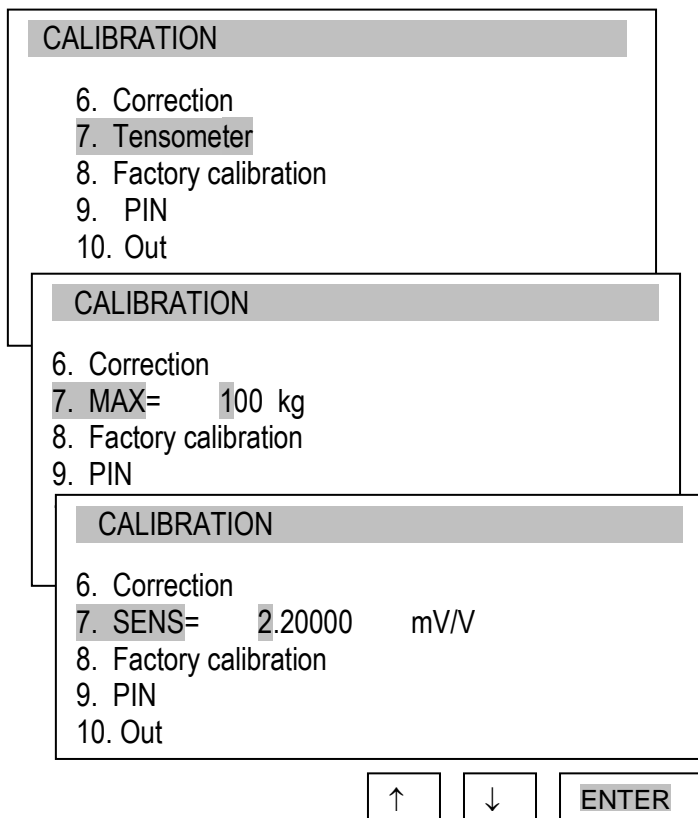 CALIBRATION
6. Correction
7. Tensometer
8. Factory calibration
9. PIN
10. Out
CALIBRATION
6. Correction
7. MAX= 100 kg
8. Factory calibration
9. PIN
CALIBRATION
6. Correction
7. SENS= 2.20000 mV/V
8. Factory calibration
9. PIN
10. Out
↑ ↓ ENTER